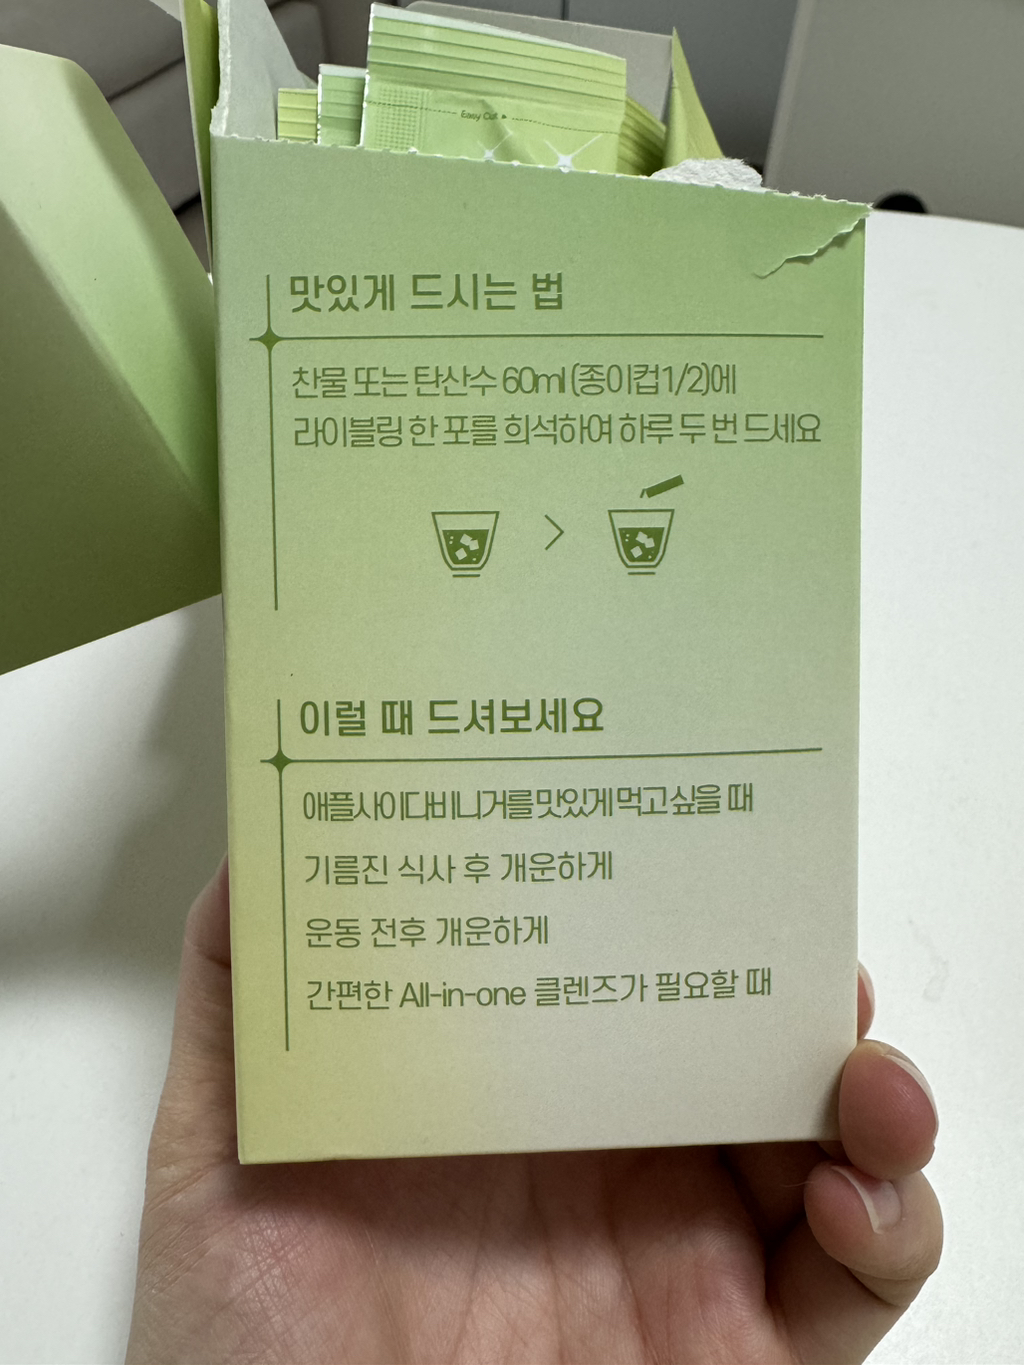 Easy Cut ▶
맛있게 드시는 법
찬물 또는 탄산수 60ml (종이컵1/2)에
라이블링 한 포를 희석하여 하루 두 번 드세요
이럴 때 드셔보세요
애플사이다비니거를 맛있게 먹고 싶을 때
기름진 식사 후 개운하게
운동 전후 개운하게
간편한 All-in-one 클렌즈가 필요할 때